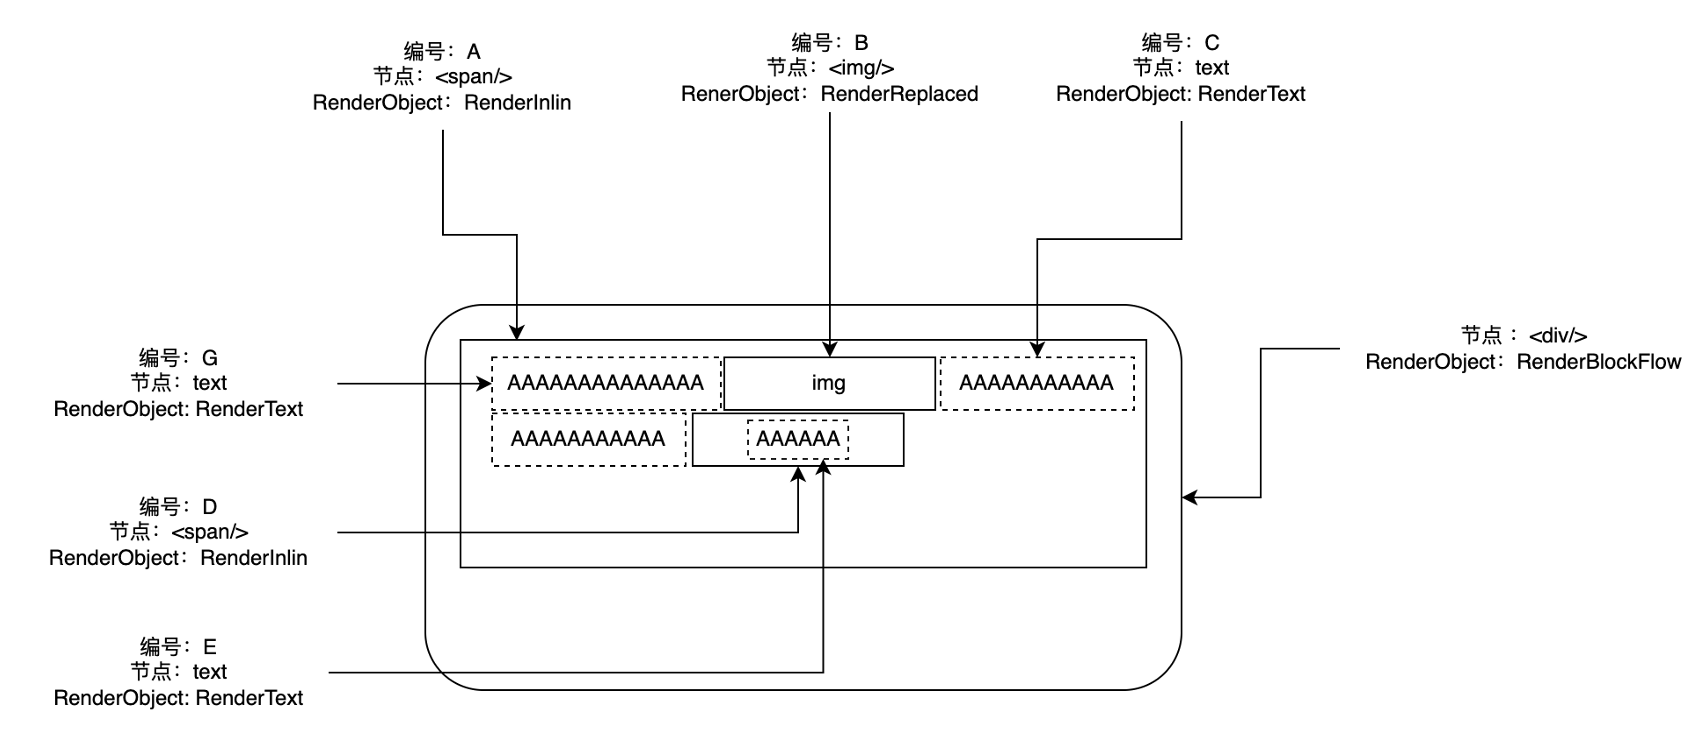 编号：A
节点：<span/>
RenderObject：RenderInlin
编号：B
节点：<img/>
RenerObject：RenderReplaced
编号：C
节点：text
RenderObject: RenderText
节点 ：<div/>
RenderObject：RenderBlockFlow
编号：G
节点：text
RenderObject: RenderText
AAAAAAAAAAAAAA
img
AAAAAAAAAAA
AAAAAAAAAAA
AAAAAA
编号：D
节点：<span/>
RenderObject：RenderInlin
编号：E
节点：text
RenderObject: RenderText